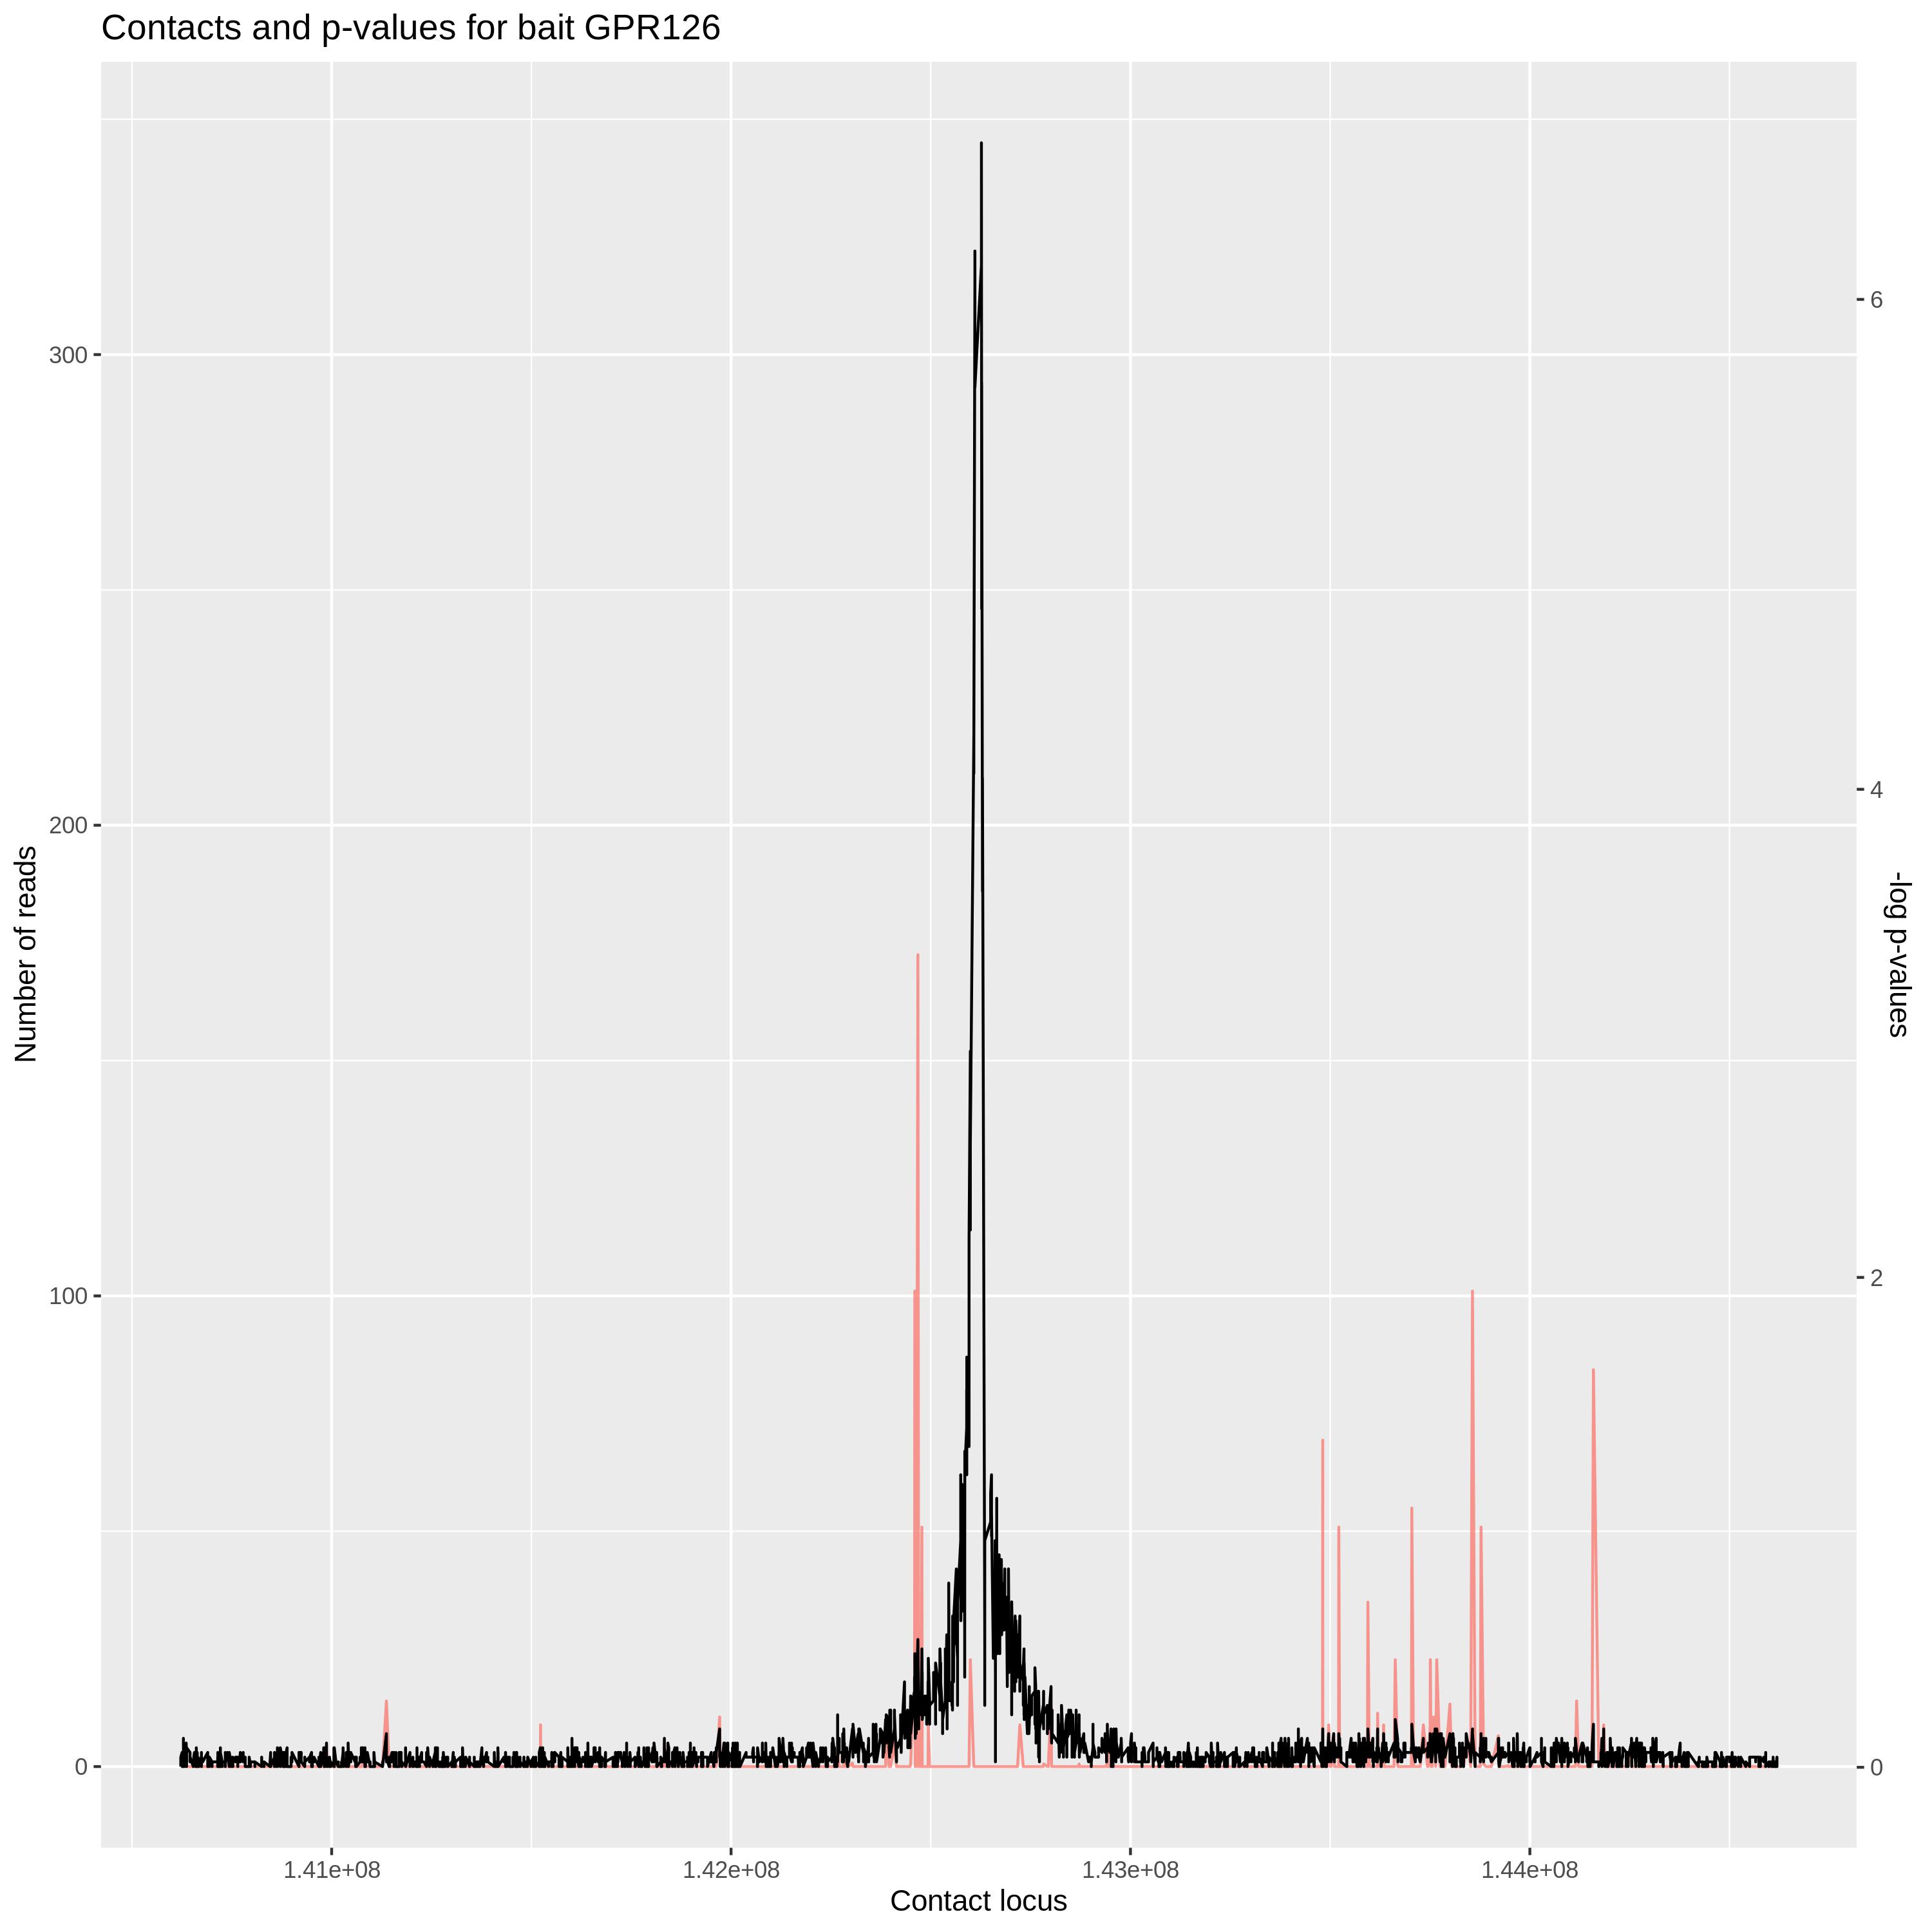 Contacts and p-values for bait GPR126
Number of reads
300
200
100
0
6
4
2
0
-log p-values
1.41e+08 1.42e+08 1.43e+08 1.44e+08
Contact locus